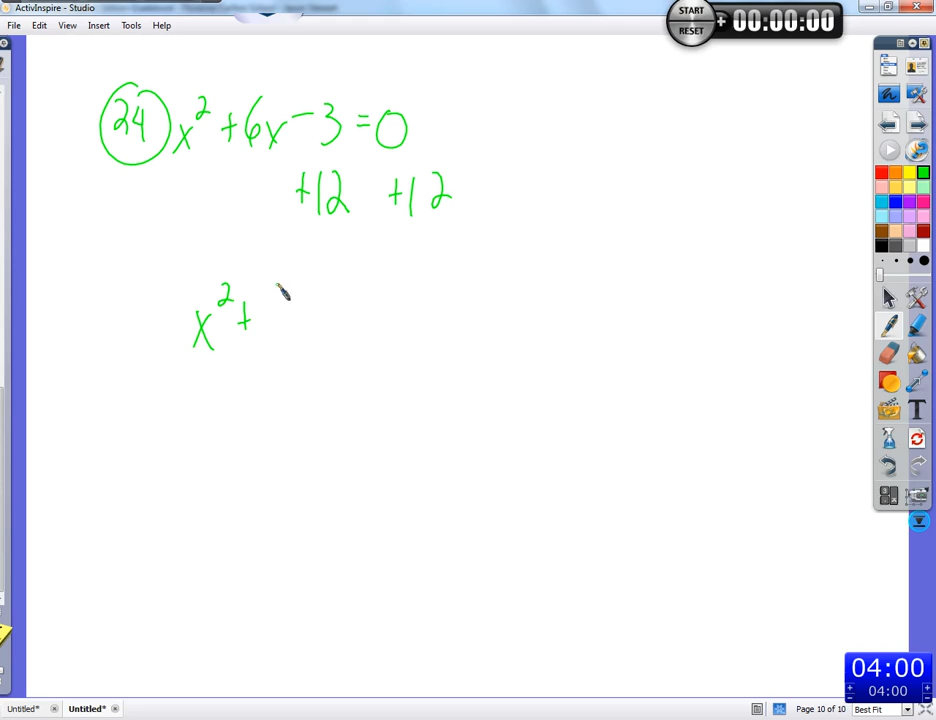 ActivInspire - Studio
START
RESET
+ 00:00:00
File Edit View Insert Tools Help
24 x² + 6x - 3 = 0
+12 +12
x² +
04:00
04:00
Untitled* Untitled* Page 10 of 10 Best Fit